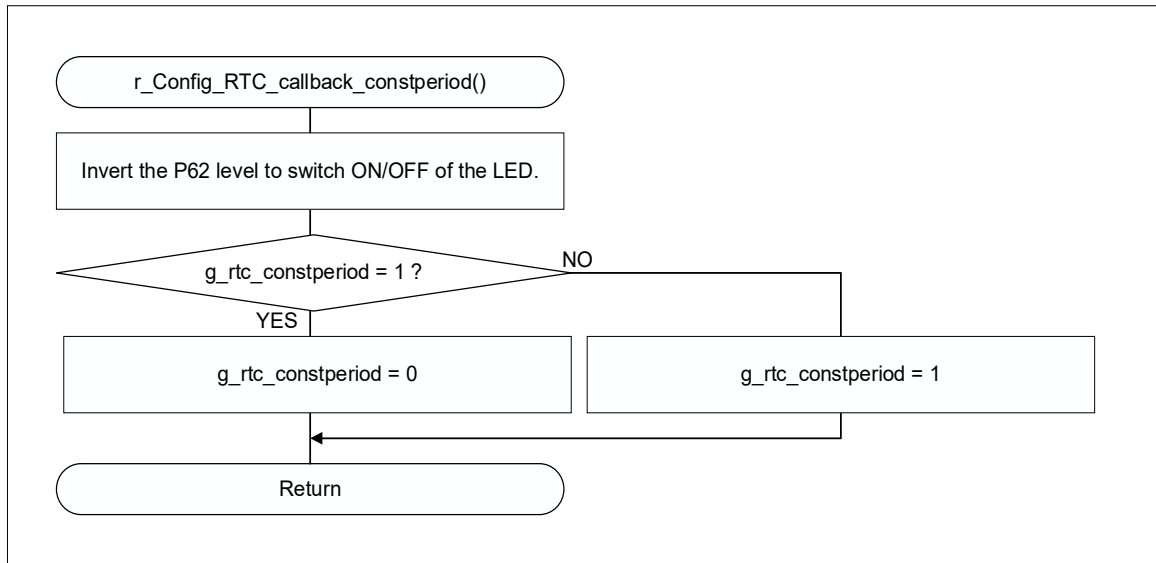 r_Config_RTC_callback_constperiod()
Invert the P62 level to switch ON/OFF of the LED.
g_rtc_constperiod = 1 ?
NO
YES
g_rtc_constperiod = 0
g_rtc_constperiod = 1
Return